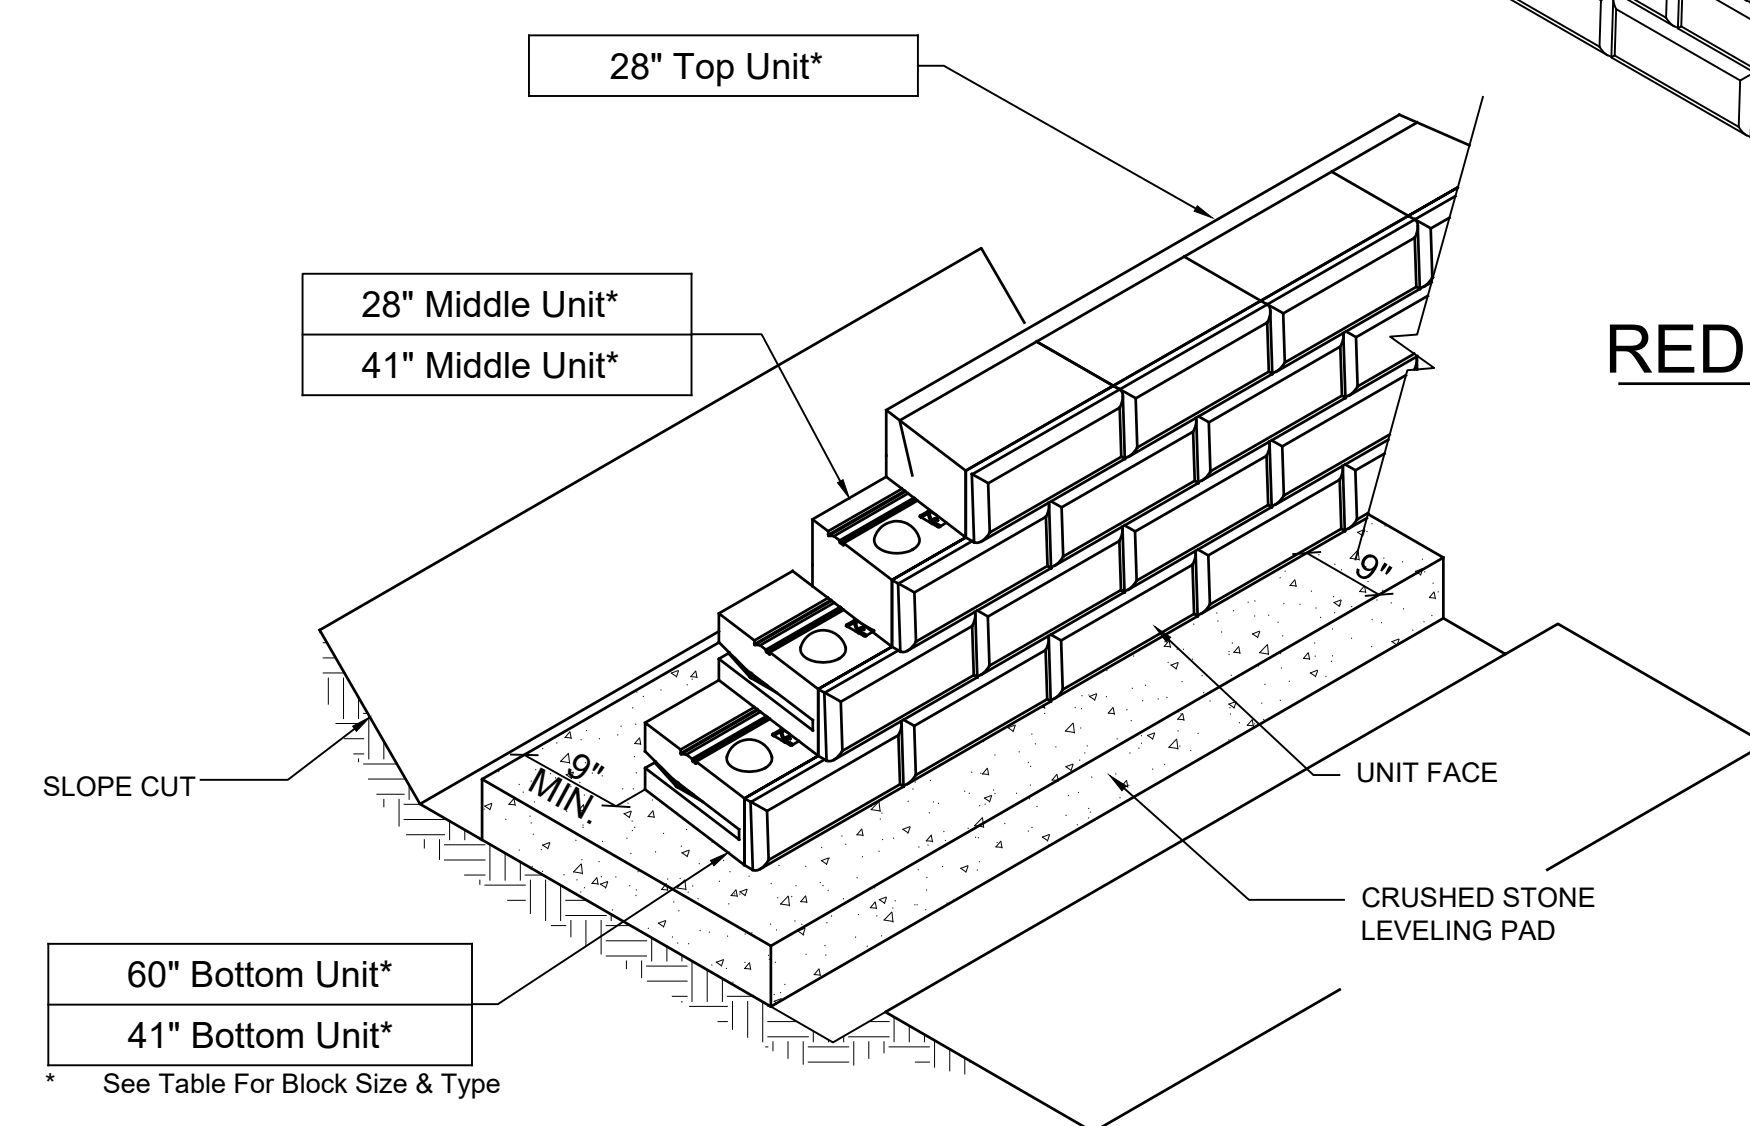 28" Top Unit*
28" Middle Unit*
41" Middle Unit*
RED
9"
SLOPE CUT
9"
MIN.
UNIT FACE
CRUSHED STONE
LEVELING PAD
60" Bottom Unit*
41" Bottom Unit*
* See Table For Block Size & Type